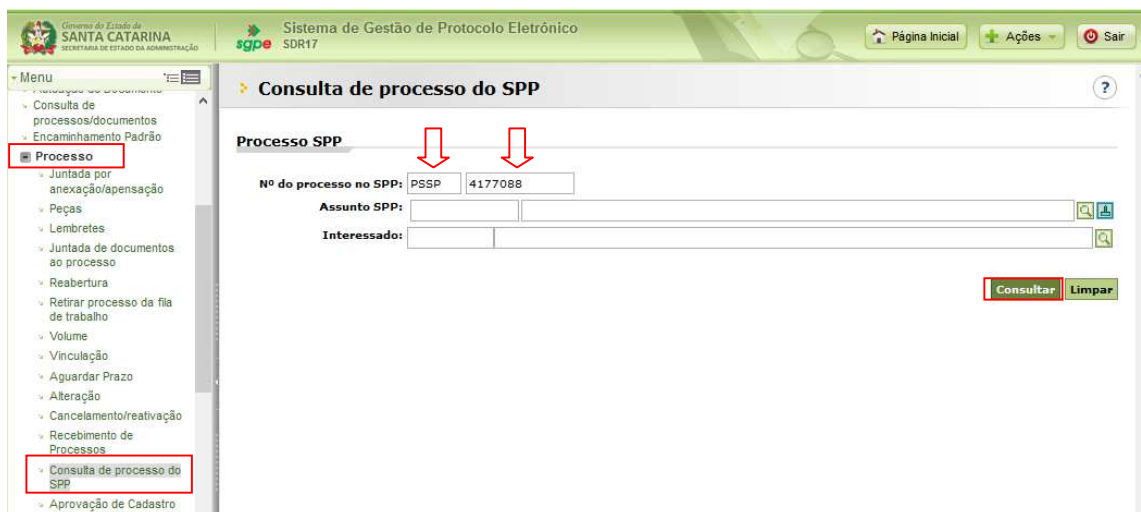 Governo do Estado de
SANTA CATARINA
SECRETARIA DE ESTADO DA ADMINISTRAÇÃO
sgpe
Sistema de Gestão de Protocolo Eletrônico
SDR17
Página Inicial
Ações
Sair
Menu
Autuação de Documento
Consulta de
processos/documentos
Encaminhamento Padrão
Processo
Juntada por
anexação/apensação
Peças
Lembretes
Juntada de documentos
ao processo
Reabertura
Retirar processo da fila
de trabalho
Volume
Vinculação
Aguardar Prazo
Alteração
Cancelamento/reativação
Recebimento de
Processos
Consulta de processo do
SPP
Aprovação de Cadastro
Consulta de processo do SPP
?
Processo SPP
Nº do processo no SPP: PSSP 4177088
Assunto SPP:
Interessado:
Consultar Limpar